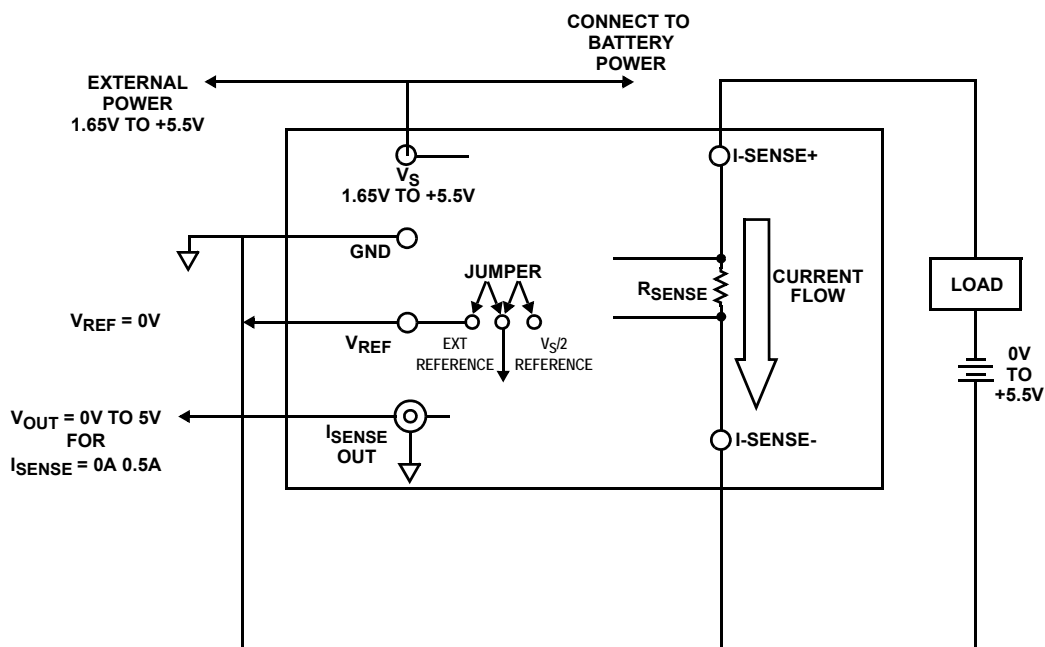 CONNECT TO
BATTERY
POWER
EXTERNAL
POWER
1.65V TO +5.5V
VS
1.65V TO +5.5V
I-SENSE+
GND
JUMPER
RSENSE
CURRENT
FLOW
LOAD
VREF = 0V
VREF
EXT
REFERENCE
VS/2
REFERENCE
0V
TO
+5.5V
VOUT = 0V TO 5V
FOR
ISENSE = 0A 0.5A
ISENSE
OUT
I-SENSE-